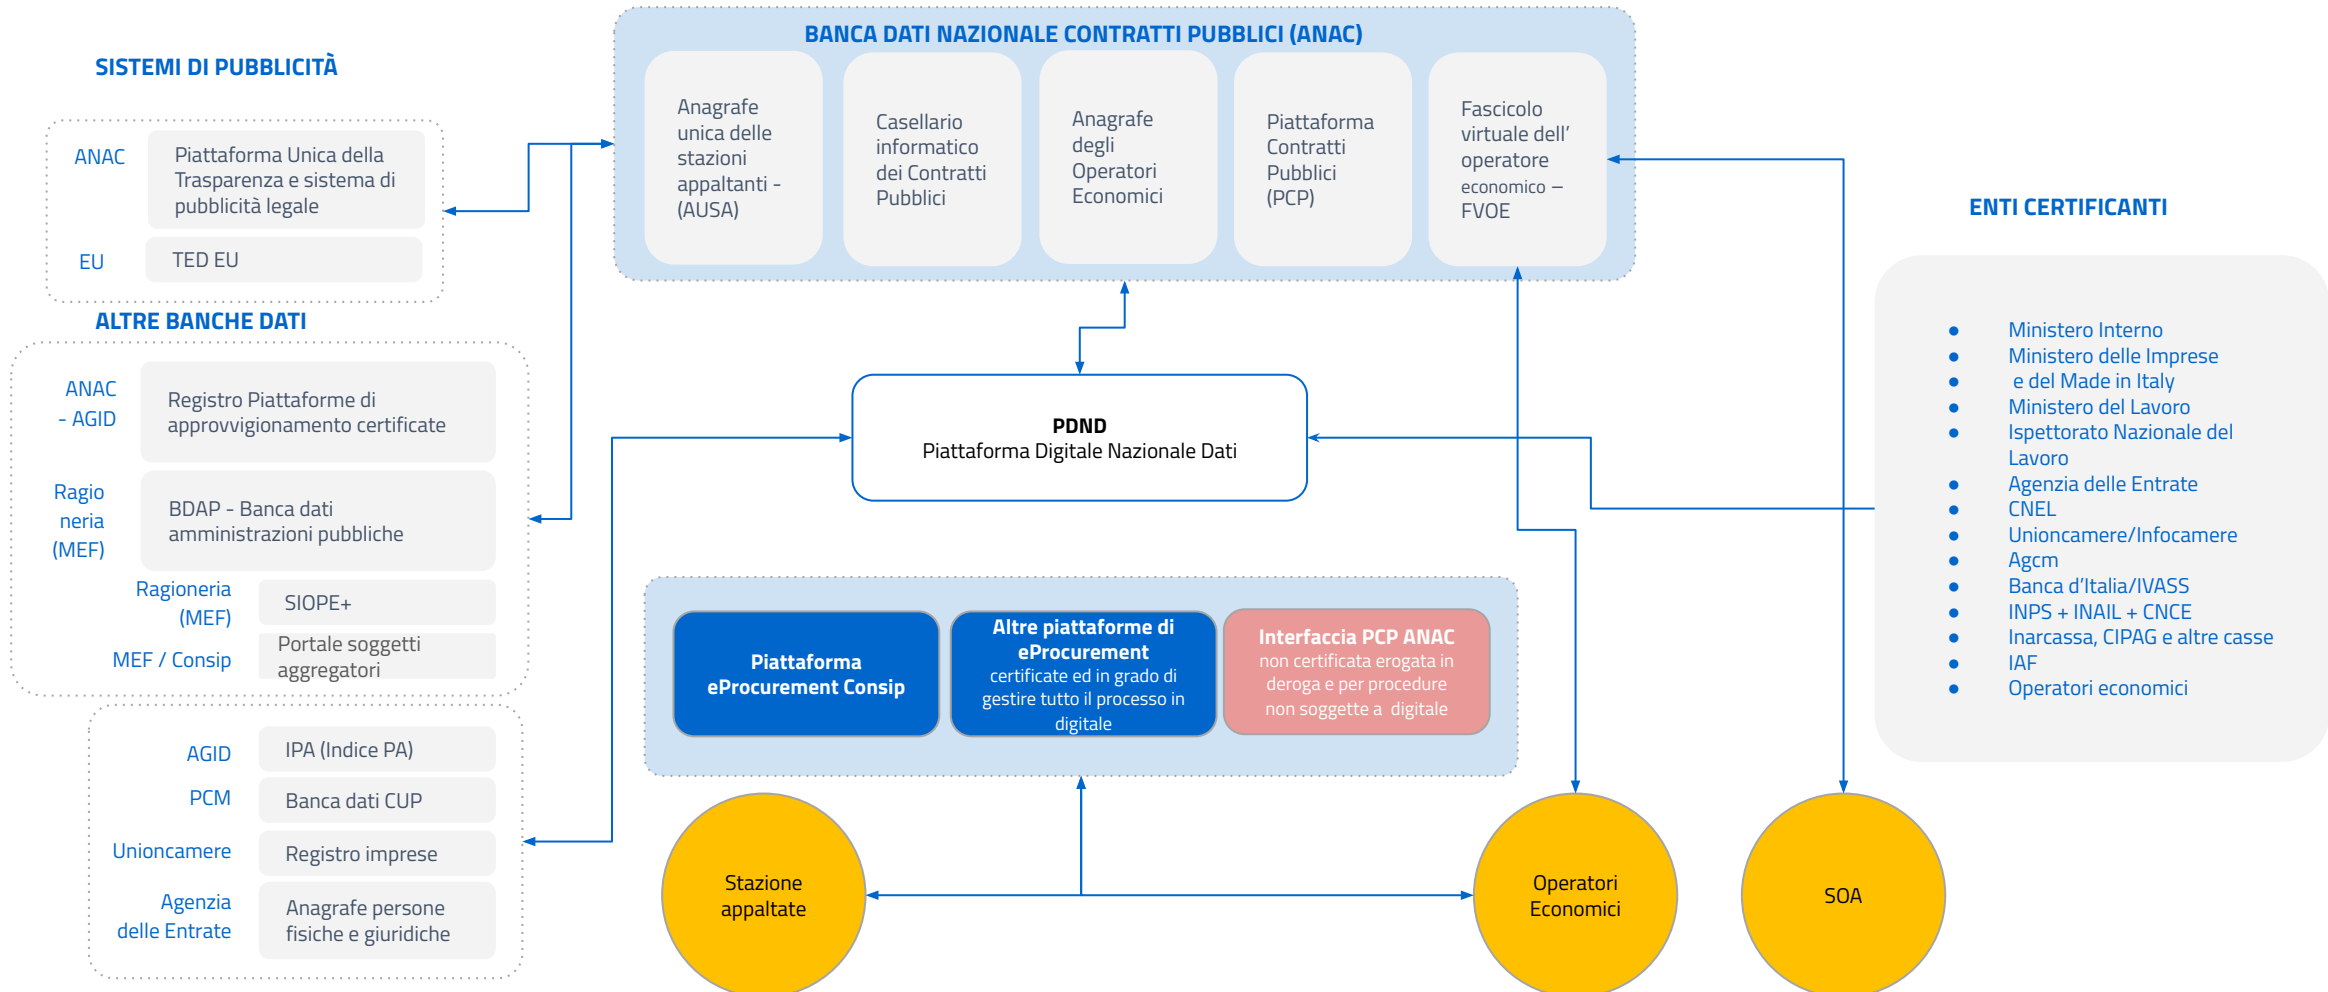 BANCA DATI NAZIONALE CONTRATTI PUBBLICI (ANAC)
Anagrafe
unica delle
stazioni
appaltanti -
(AUSA)
Casellario
informatico
dei Contratti
Pubblici
Anagrafe
degli
Operatori
Economici
Piattaforma
Contratti
Pubblici
(PCP)
Fascicolo
virtuale dell’
operatore
economico –
FVOE
SISTEMI DI PUBBLICITÀ
ANAC
Piattaforma Unica della
Trasparenza e sistema di
pubblicità legale
EU
TED EU
ALTRE BANCHE DATI
ANAC
- AGID
Registro Piattaforme di
approvvigionamento certificate
Ragio
neria
(MEF)
BDAP - Banca dati
amministrazioni pubbliche
Ragioneria
(MEF)
SIOPE+
MEF / Consip
Portale soggetti
aggregatori
AGID
IPA (Indice PA)
PCM
Banca dati CUP
Unioncamere
Registro imprese
Agenzia
delle Entrate
Anagrafe persone
fisiche e giuridiche
PDND
Piattaforma Digitale Nazionale Dati
Piattaforma
eProcurement Consip
Altre piattaforme di
eProcurement
certificate ed in grado di
gestire tutto il processo in
digitale
Interfaccia PCP ANAC
non certificata erogata in
deroga e per procedure
non soggette a  digitale
Stazione
appaltate
Operatori
Economici
SOA
ENTI CERTIFICANTI
● Ministero Interno
● Ministero delle Imprese
● e del Made in Italy
● Ministero del Lavoro
● Ispettorato Nazionale del
Lavoro
● Agenzia delle Entrate
● CNEL
● Unioncamere/Infocamere
● Agcm
● Banca d’Italia/IVASS
● INPS + INAIL + CNCE
● Inarcassa, CIPAG e altre casse
● IAF
● Operatori economici